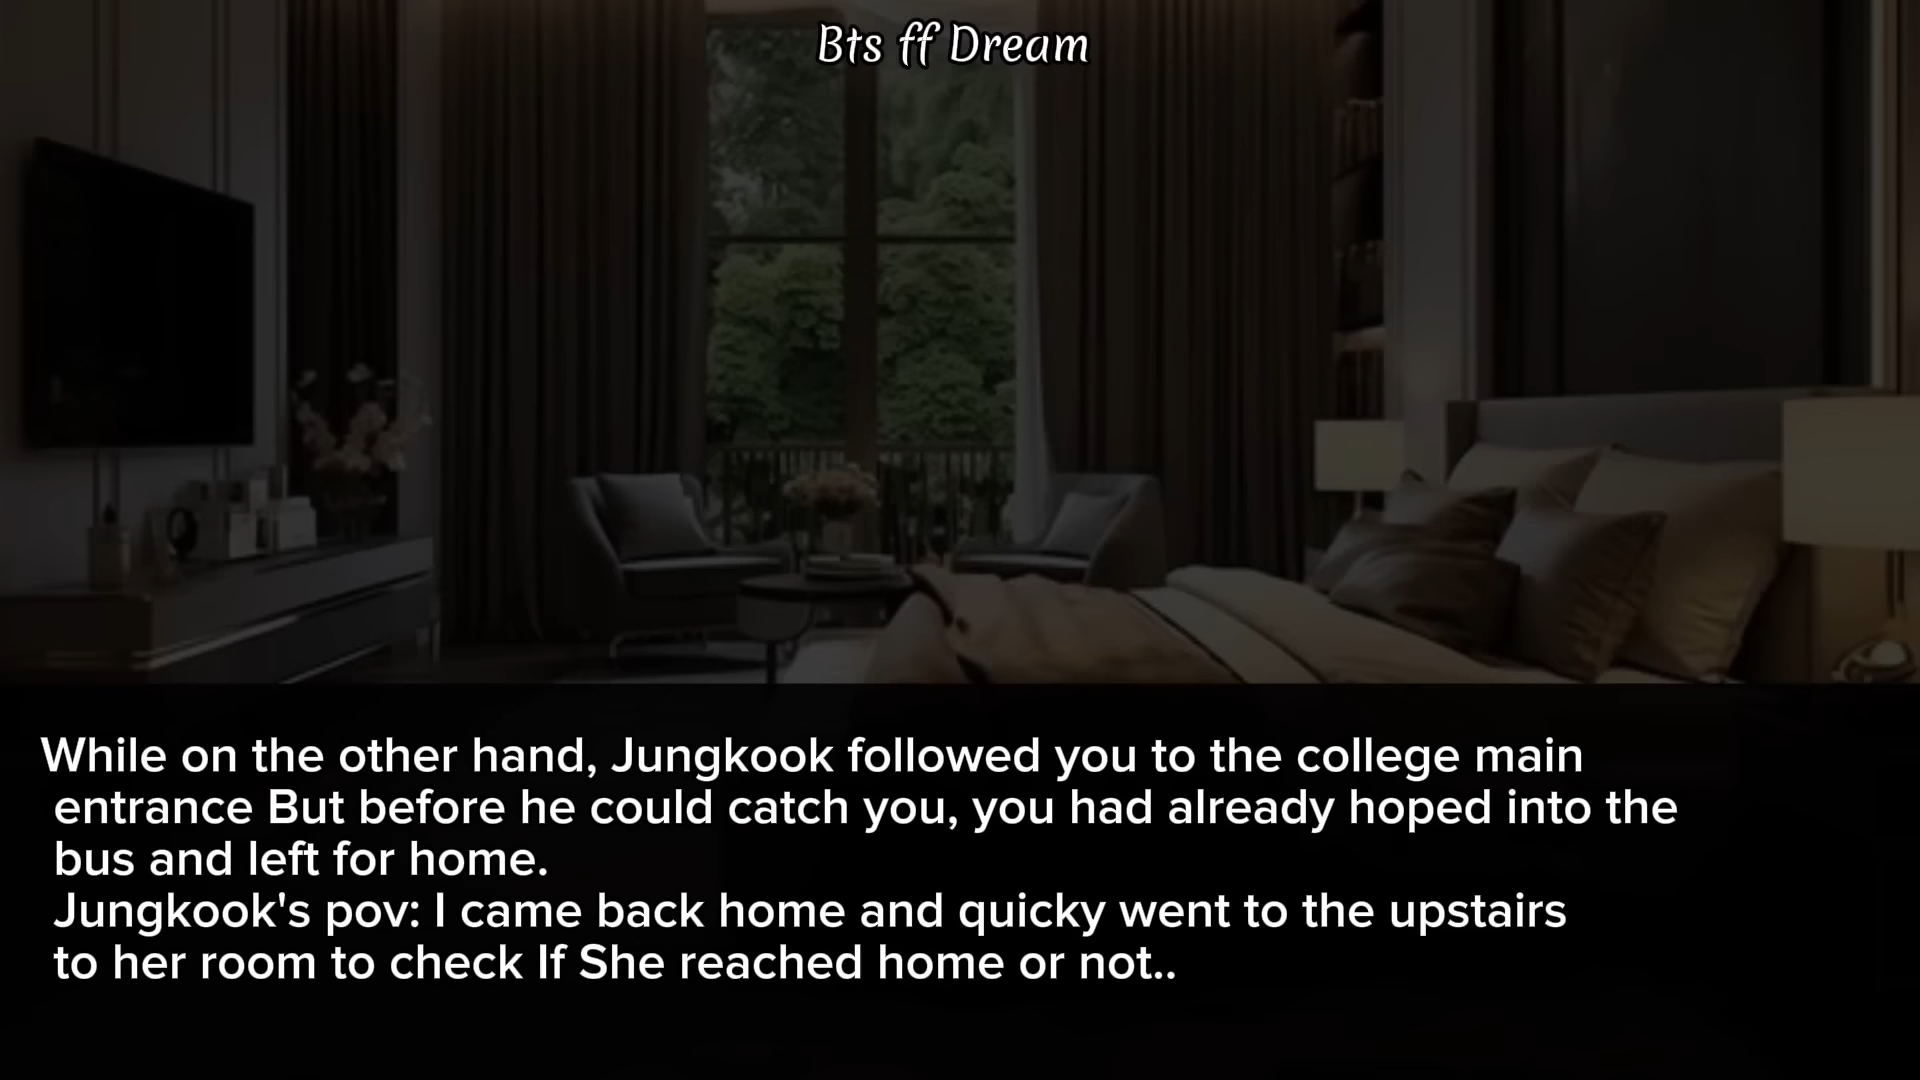 Bts ff Dream
While on the other hand, Jungkook followed you to the college main
entrance But before he could catch you, you had already hoped into the
bus and left for home.
Jungkook's pov: I came back home and quicky went to the upstairs
to her room to check If She reached home or not..